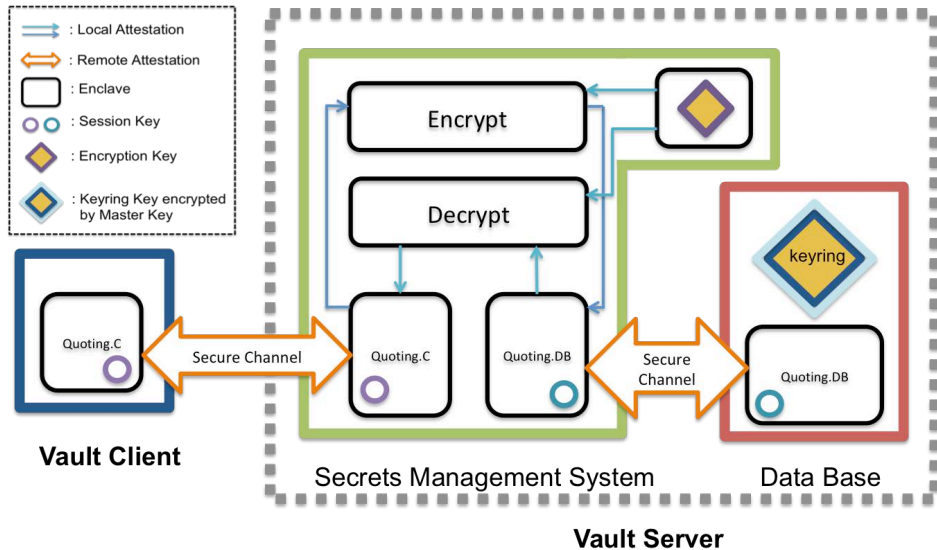 : Local Attestation
: Remote Attestation
: Enclave
: Session Key
: Encryption Key
: Keyring Key encrypted
by Master Key
Encrypt
Decrypt
keyring
Quoting.C
Secure Channel
Quoting.C
Quoting.DB
Secure
Channel
Quoting.DB
Vault Client
Secrets Management System
Data Base
Vault Server